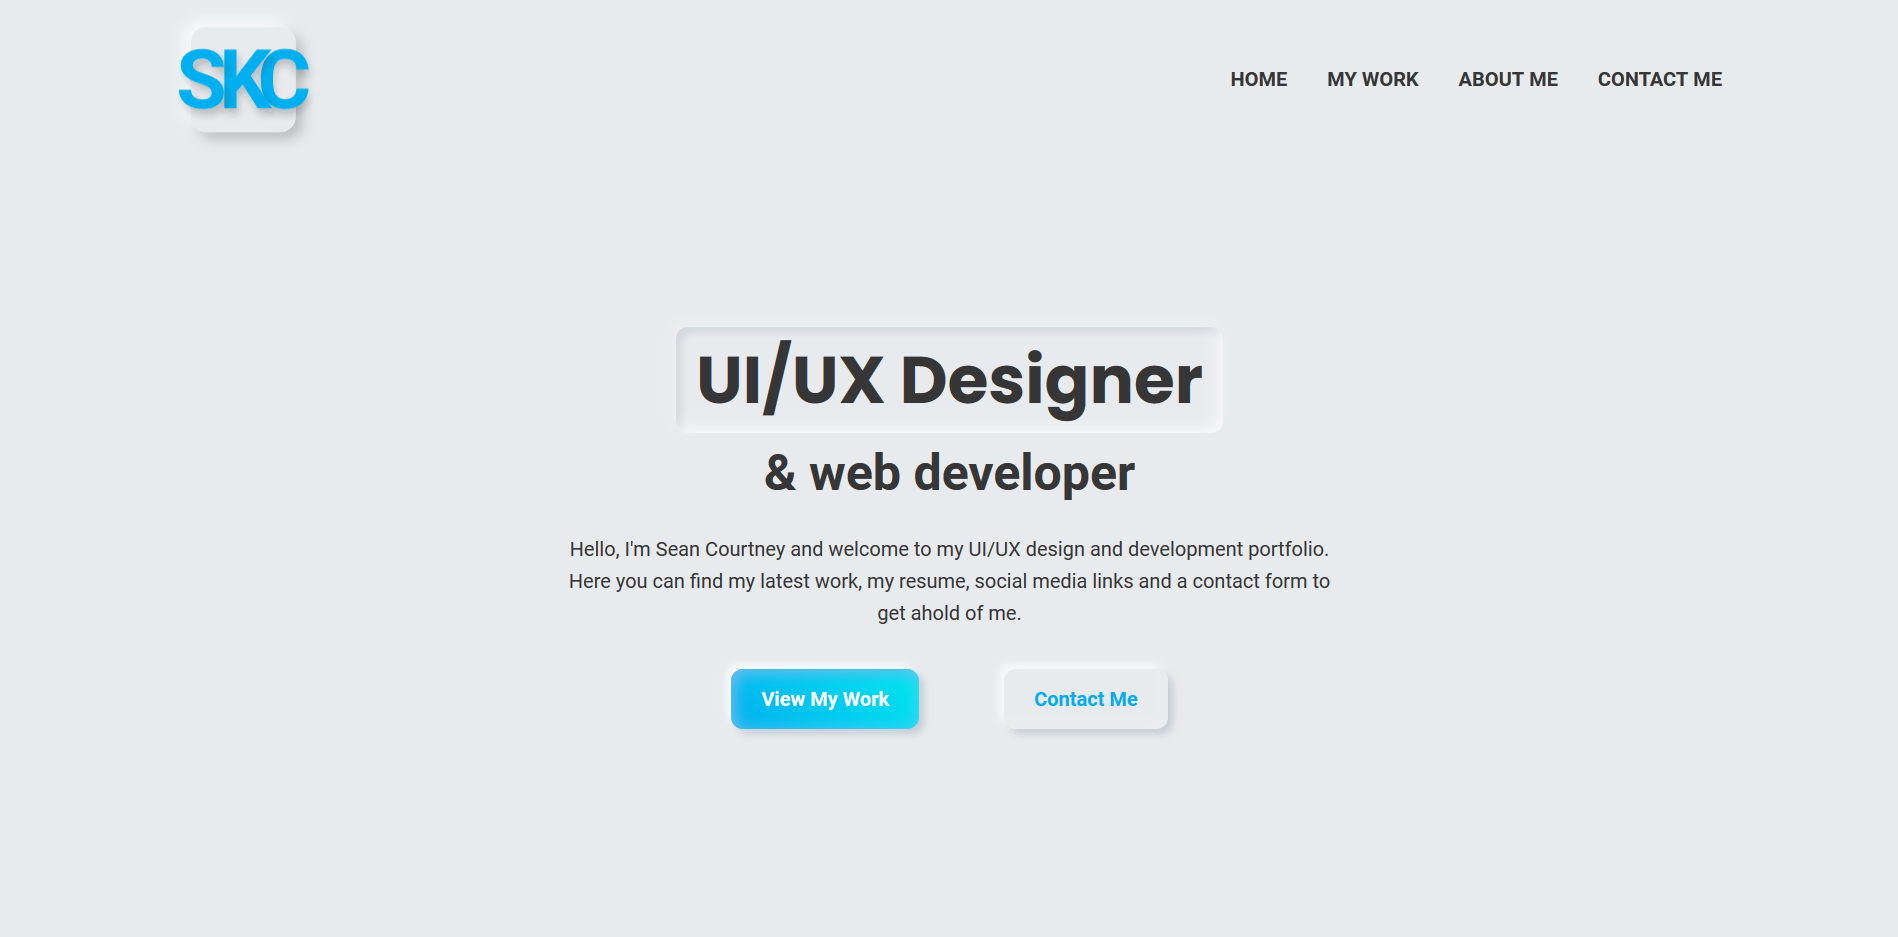 SKC
HOME MY WORK ABOUT ME CONTACT ME
UI/UX Designer
& web developer
Hello, I'm Sean Courtney and welcome to my UI/UX design and development portfolio.
Here you can find my latest work, my resume, social media links and a contact form to
get ahold of me.
View My Work Contact Me